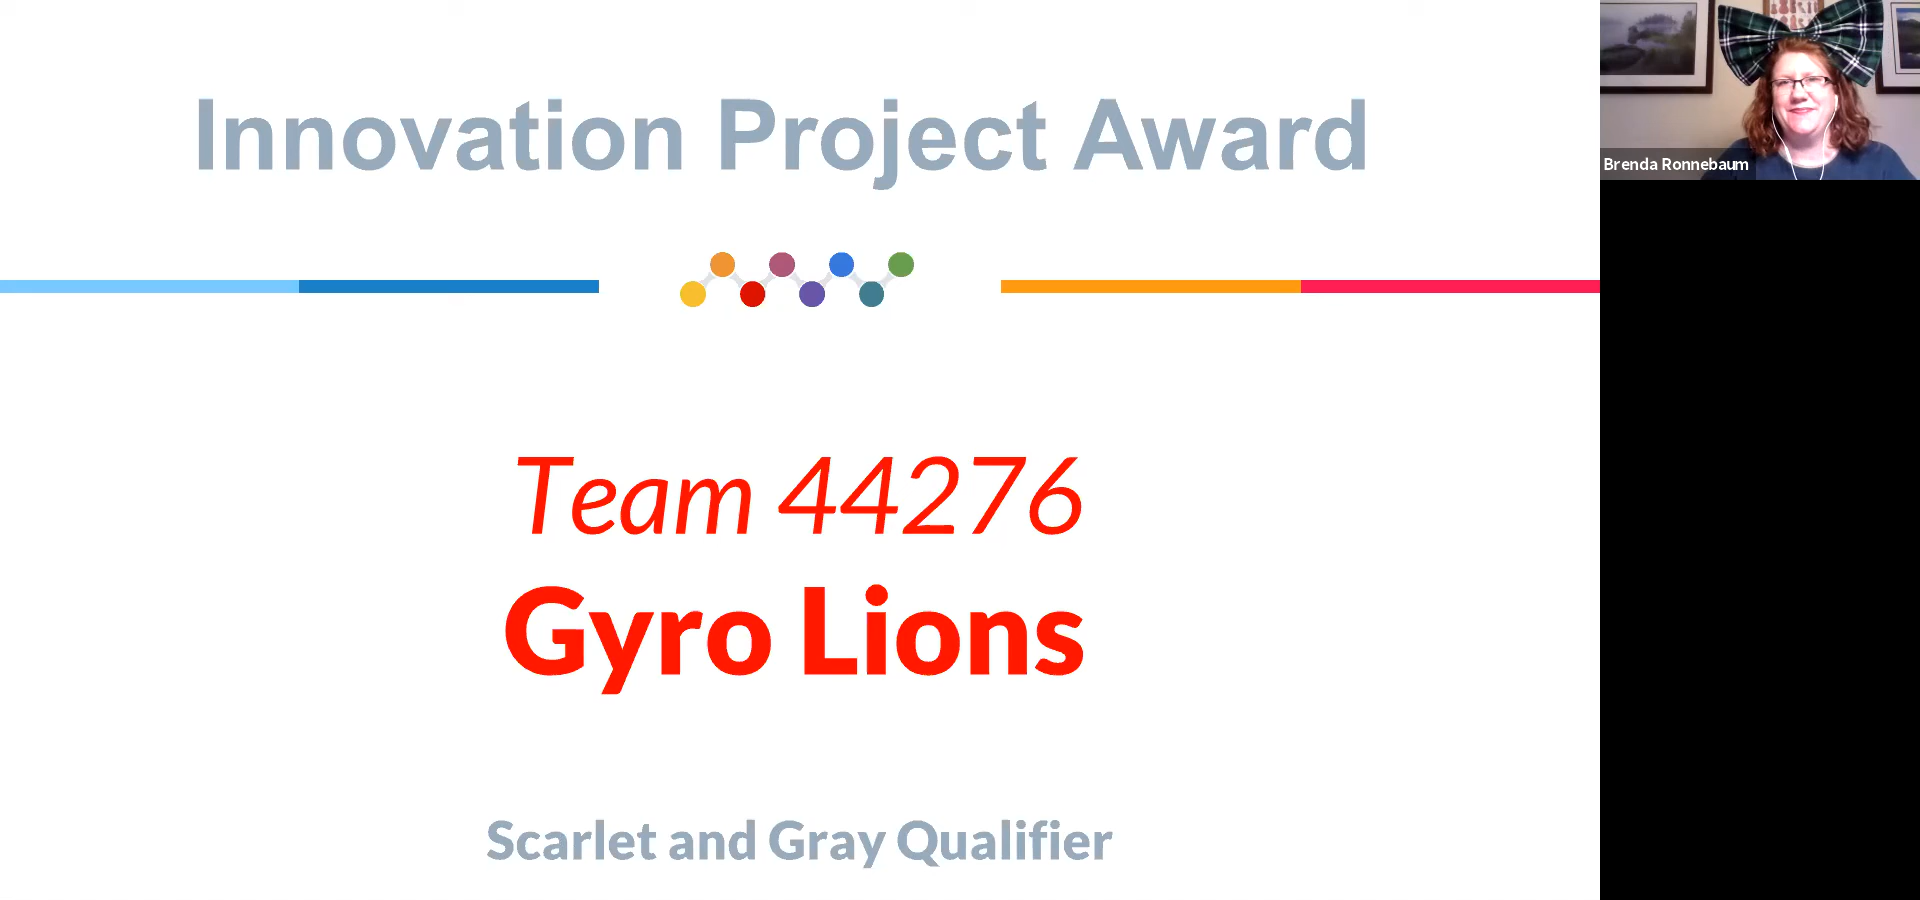 Innovation Project Award
Brenda Ronnebaum
Team 44276
Gyro Lions
Scarlet and Gray Qualifier